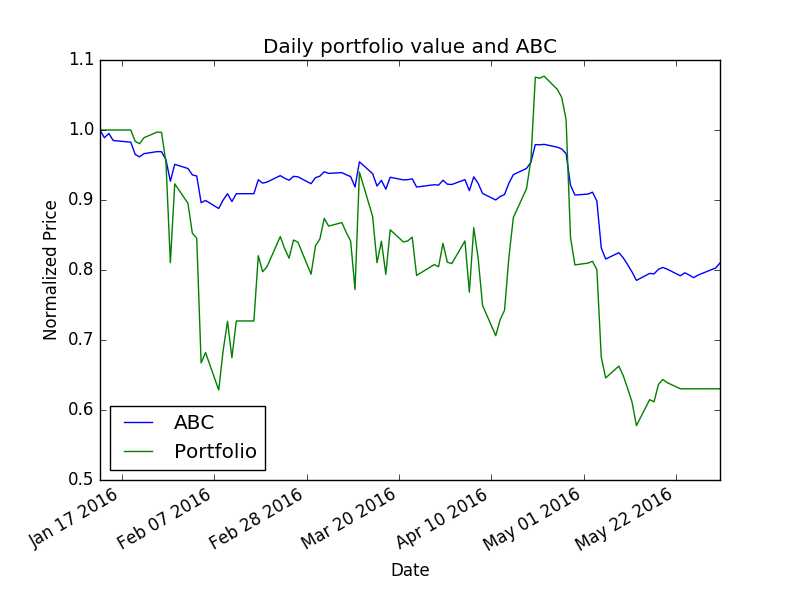 Daily portfolio value and ABC
1.1
1.0
0.9
0.8
0.7
0.6
0.5
Normalized Price
ABC
Portfolio
Jan 17 2016
Feb 07 2016
Feb 28 2016
Mar 20 2016
Apr 10 2016
May 01 2016
May 22 2016
Date